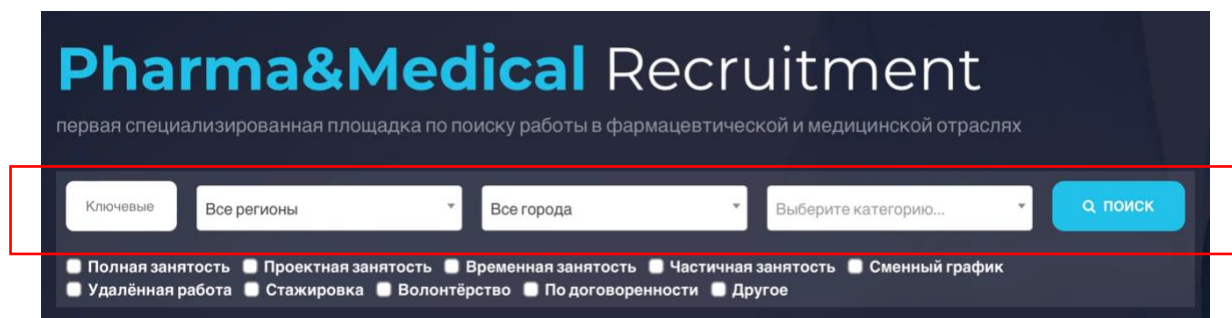 Pharma&Medical Recruitment
первая специализированная площадка по поиску работы в фармацевтической и медицинской отраслях
Ключевые Все регионы Все города Выберите категорию... ПОИСК
Полная занятость Проектная занятость Временная занятость Частичная занятость Сменный график
Удалённая работа Стажировка Волонтёрство По договоренности Другое